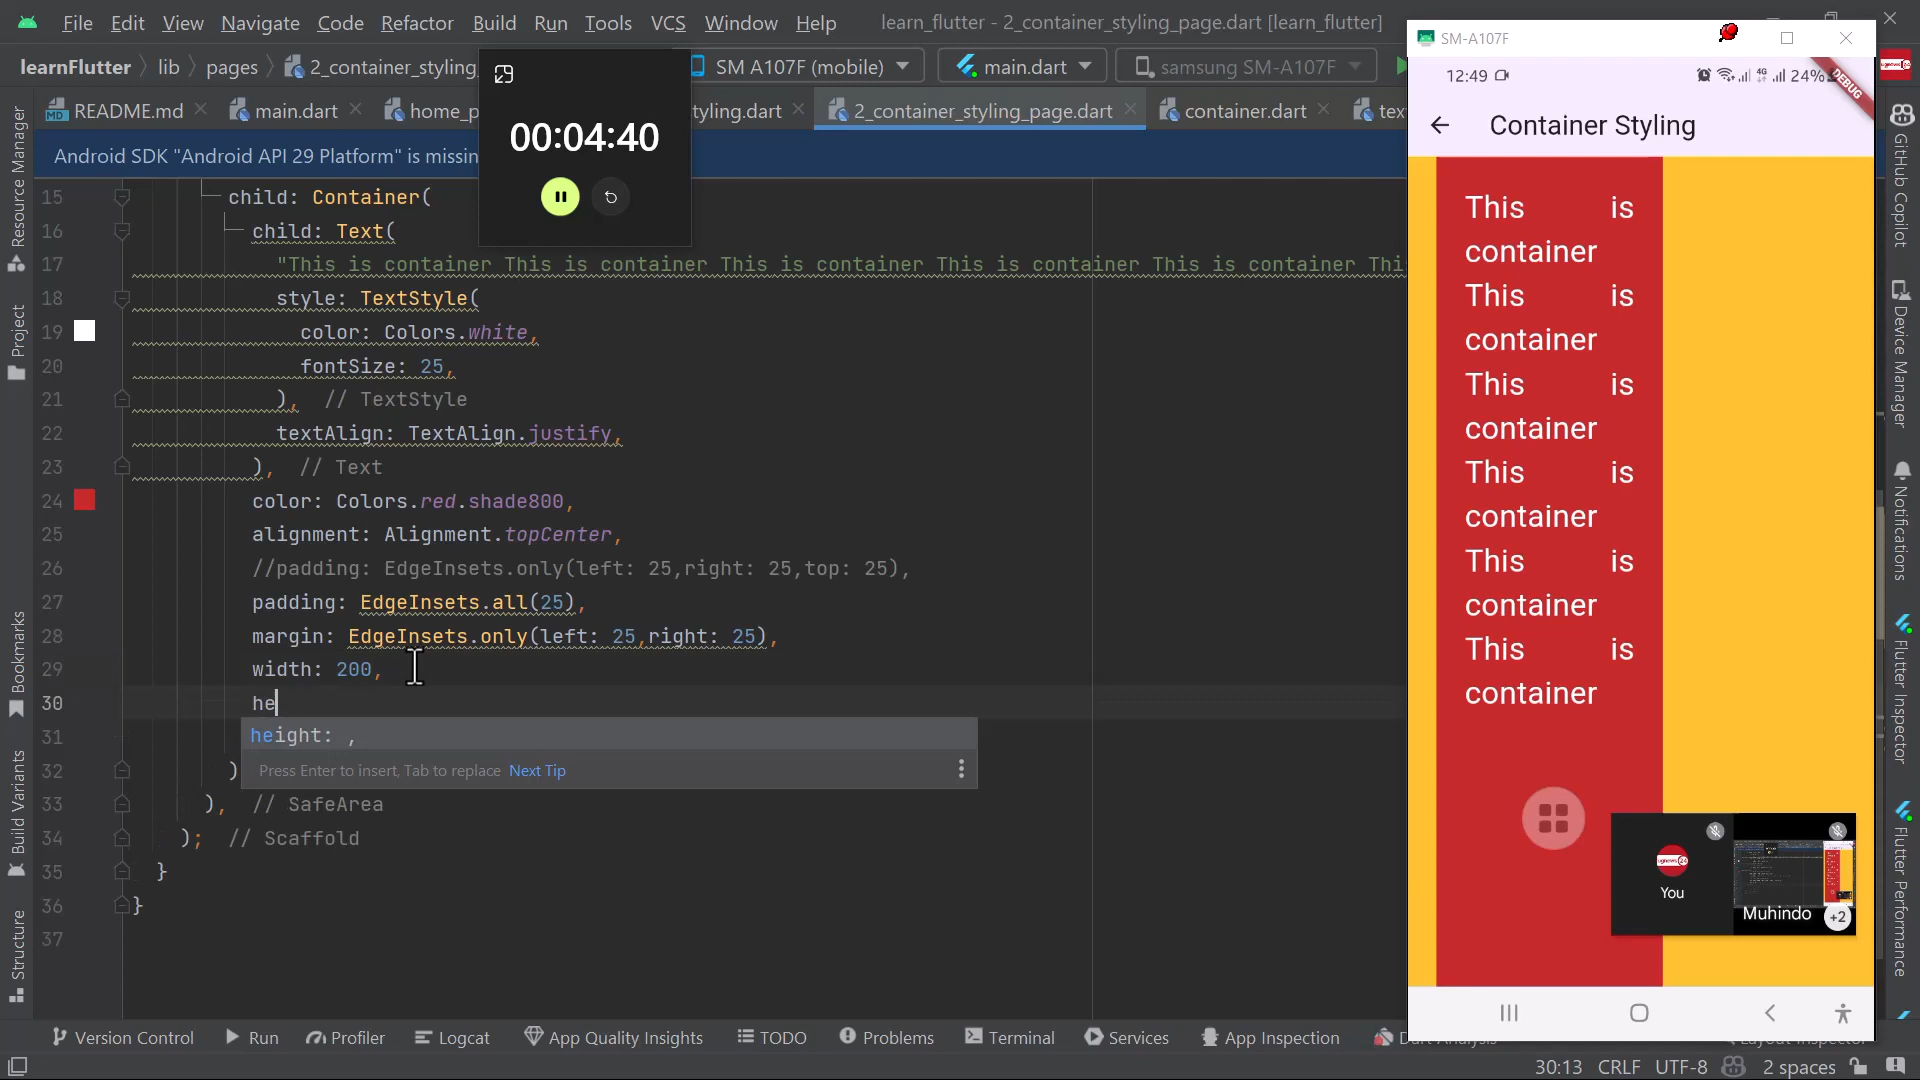 File Edit View Navigate Code Refactor Build Run Tools VCS Window Help learn_flutter - 2_container_styling_page.dart [learn_flutter]
learnFlutter lib pages 2_container_styling SM A107F (mobile) main.dart samsung SM-A107F
README.md main.dart home_p tyling.dart 2_container_styling_page.dart container.dart tex
Android SDK "Android API 29 Platform" is missin
00:04:40
15 child: Container(
16 child: Text(
17 "This is container This is container This is container This is container This is container Thi
18 style: TextStyle(
19 color: Colors.white,
20 fontSize: 25,
21 ), // TextStyle
22 textAlign: TextAlign.justify,
23 ), // Text
24 color: Colors.red.shade800,
25 alignment: Alignment.topCenter,
26 //padding: EdgeInsets.only(left: 25,right: 25,top: 25),
27 padding: EdgeInsets.all(25),
28 margin: EdgeInsets.only(left: 25,right: 25),
29 width: 200,
30 he
31 height: ,
32 ) Press Enter to insert, Tab to replace Next Tip
33 ), // SafeArea
34 ); // Scaffold
35 }
36 }
37
Resource Manager
Project
Bookmarks
Build Variants
Structure
SM-A107F
12:49 4G 24%
DEBUG
Container Styling
This is
container
This is
container
This is
container
This is
container
This is
container
This is
container
ugnews24
You
Muhindo
+2
GitHub Copilot
Device Manager
Notifications
Flutter Inspector
Flutter Performance
Version Control Run Profiler Logcat App Quality Insights TODO Problems Terminal Services App Inspection Dart Analysis Layout Inspector
30:13 CRLF UTF-8 2 spaces